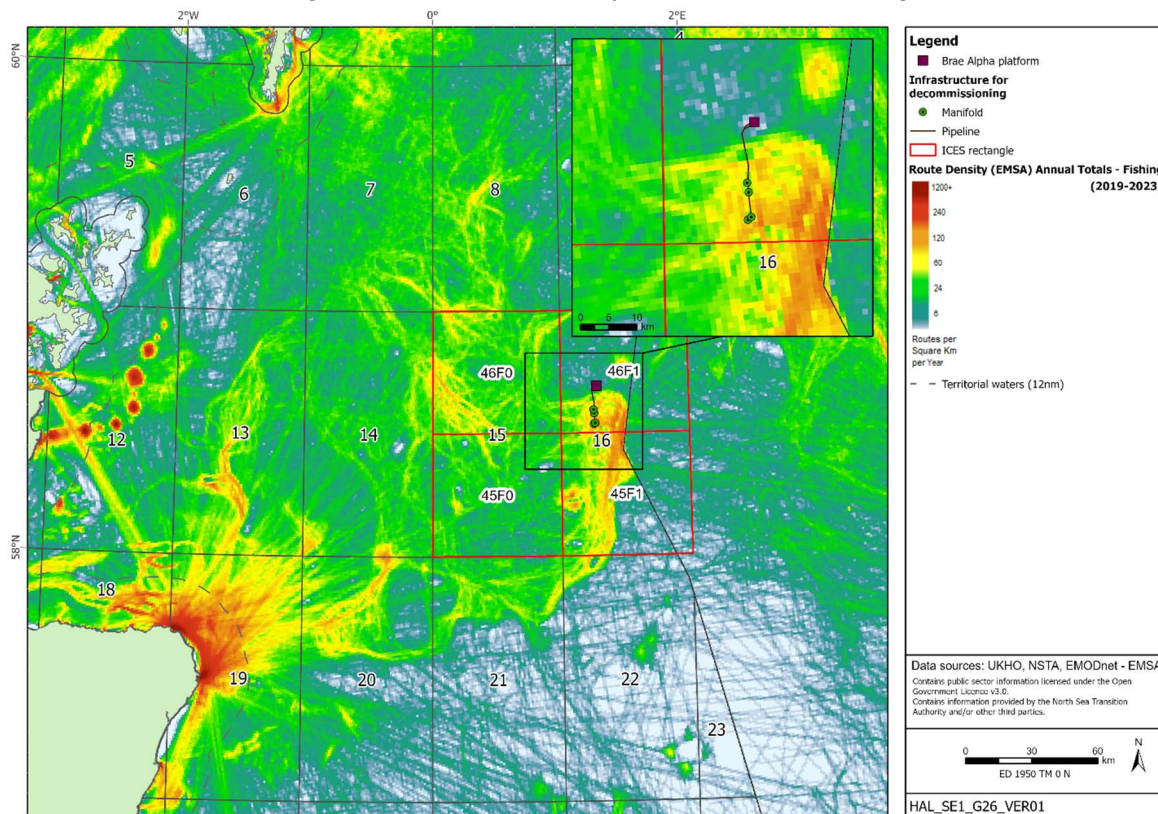 2°W
0°
2°E
60°N
58°N
4
5
6
7
8
12
13
14
15
16
18
19
20
21
22
23
46F0
46F1
45F0
45F1
16
0 5 10
km
Legend
Brae Alpha platform
Infrastructure for
decommissioning
Manifold
Pipeline
ICES rectangle
Route Density (EMSA) Annual Totals - Fishing
(2019-2023)
1200+
240
120
60
24
6
Routes per
Square Km
per Year
Territorial waters (12nm)
Data sources: UKHO, NSTA, EMODnet - EMSA
Contains public sector information licensed under the Open
Government Licence v3.0.
Contains information provided by the North Sea Transition
Authority and/or other third parties.
0 30 60
km
N
ED 1950 TM 0 N
HAL_SE1_G26_VER01